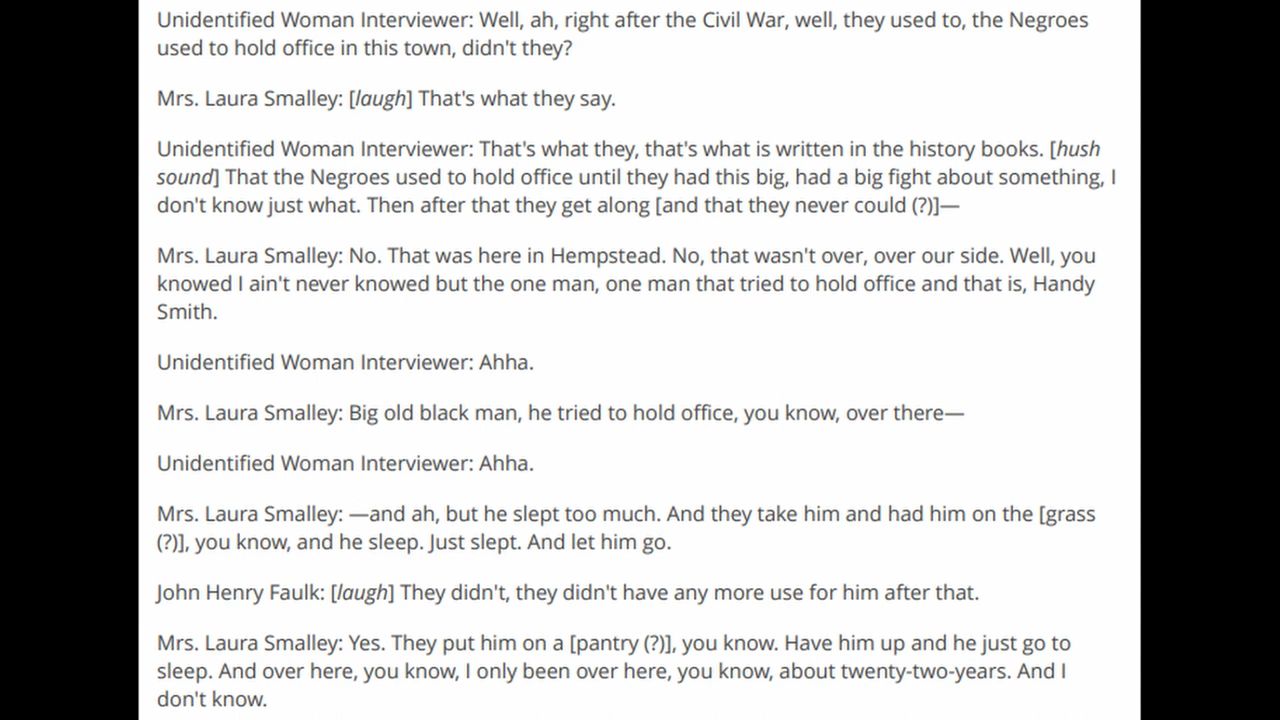 Unidentified Woman Interviewer: Well, ah, right after the Civil War, well, they used to, the Negroes
used to hold office in this town, didn't they?
Mrs. Laura Smalley: [laugh] That's what they say.
Unidentified Woman Interviewer: That's what they, that's what is written in the history books. [hush
sound] That the Negroes used to hold office until they had this big, had a big fight about something, I
don't know just what. Then after that they get along [and that they never could (?)]—
Mrs. Laura Smalley: No. That was here in Hempstead. No, that wasn't over, over our side. Well, you
knowed I ain't never knowed but the one man, one man that tried to hold office and that is, Handy
Smith.
Unidentified Woman Interviewer: Ahha.
Mrs. Laura Smalley: Big old black man, he tried to hold office, you know, over there—
Unidentified Woman Interviewer: Ahha.
Mrs. Laura Smalley: —and ah, but he slept too much. And they take him and had him on the [grass
(?)], you know, and he sleep. Just slept. And let him go.
John Henry Faulk: [laugh] They didn't, they didn't have any more use for him after that.
Mrs. Laura Smalley: Yes. They put him on a [pantry (?)], you know. Have him up and he just go to
sleep. And over here, you know, I only been over here, you know, about twenty-two-years. And I
don't know.